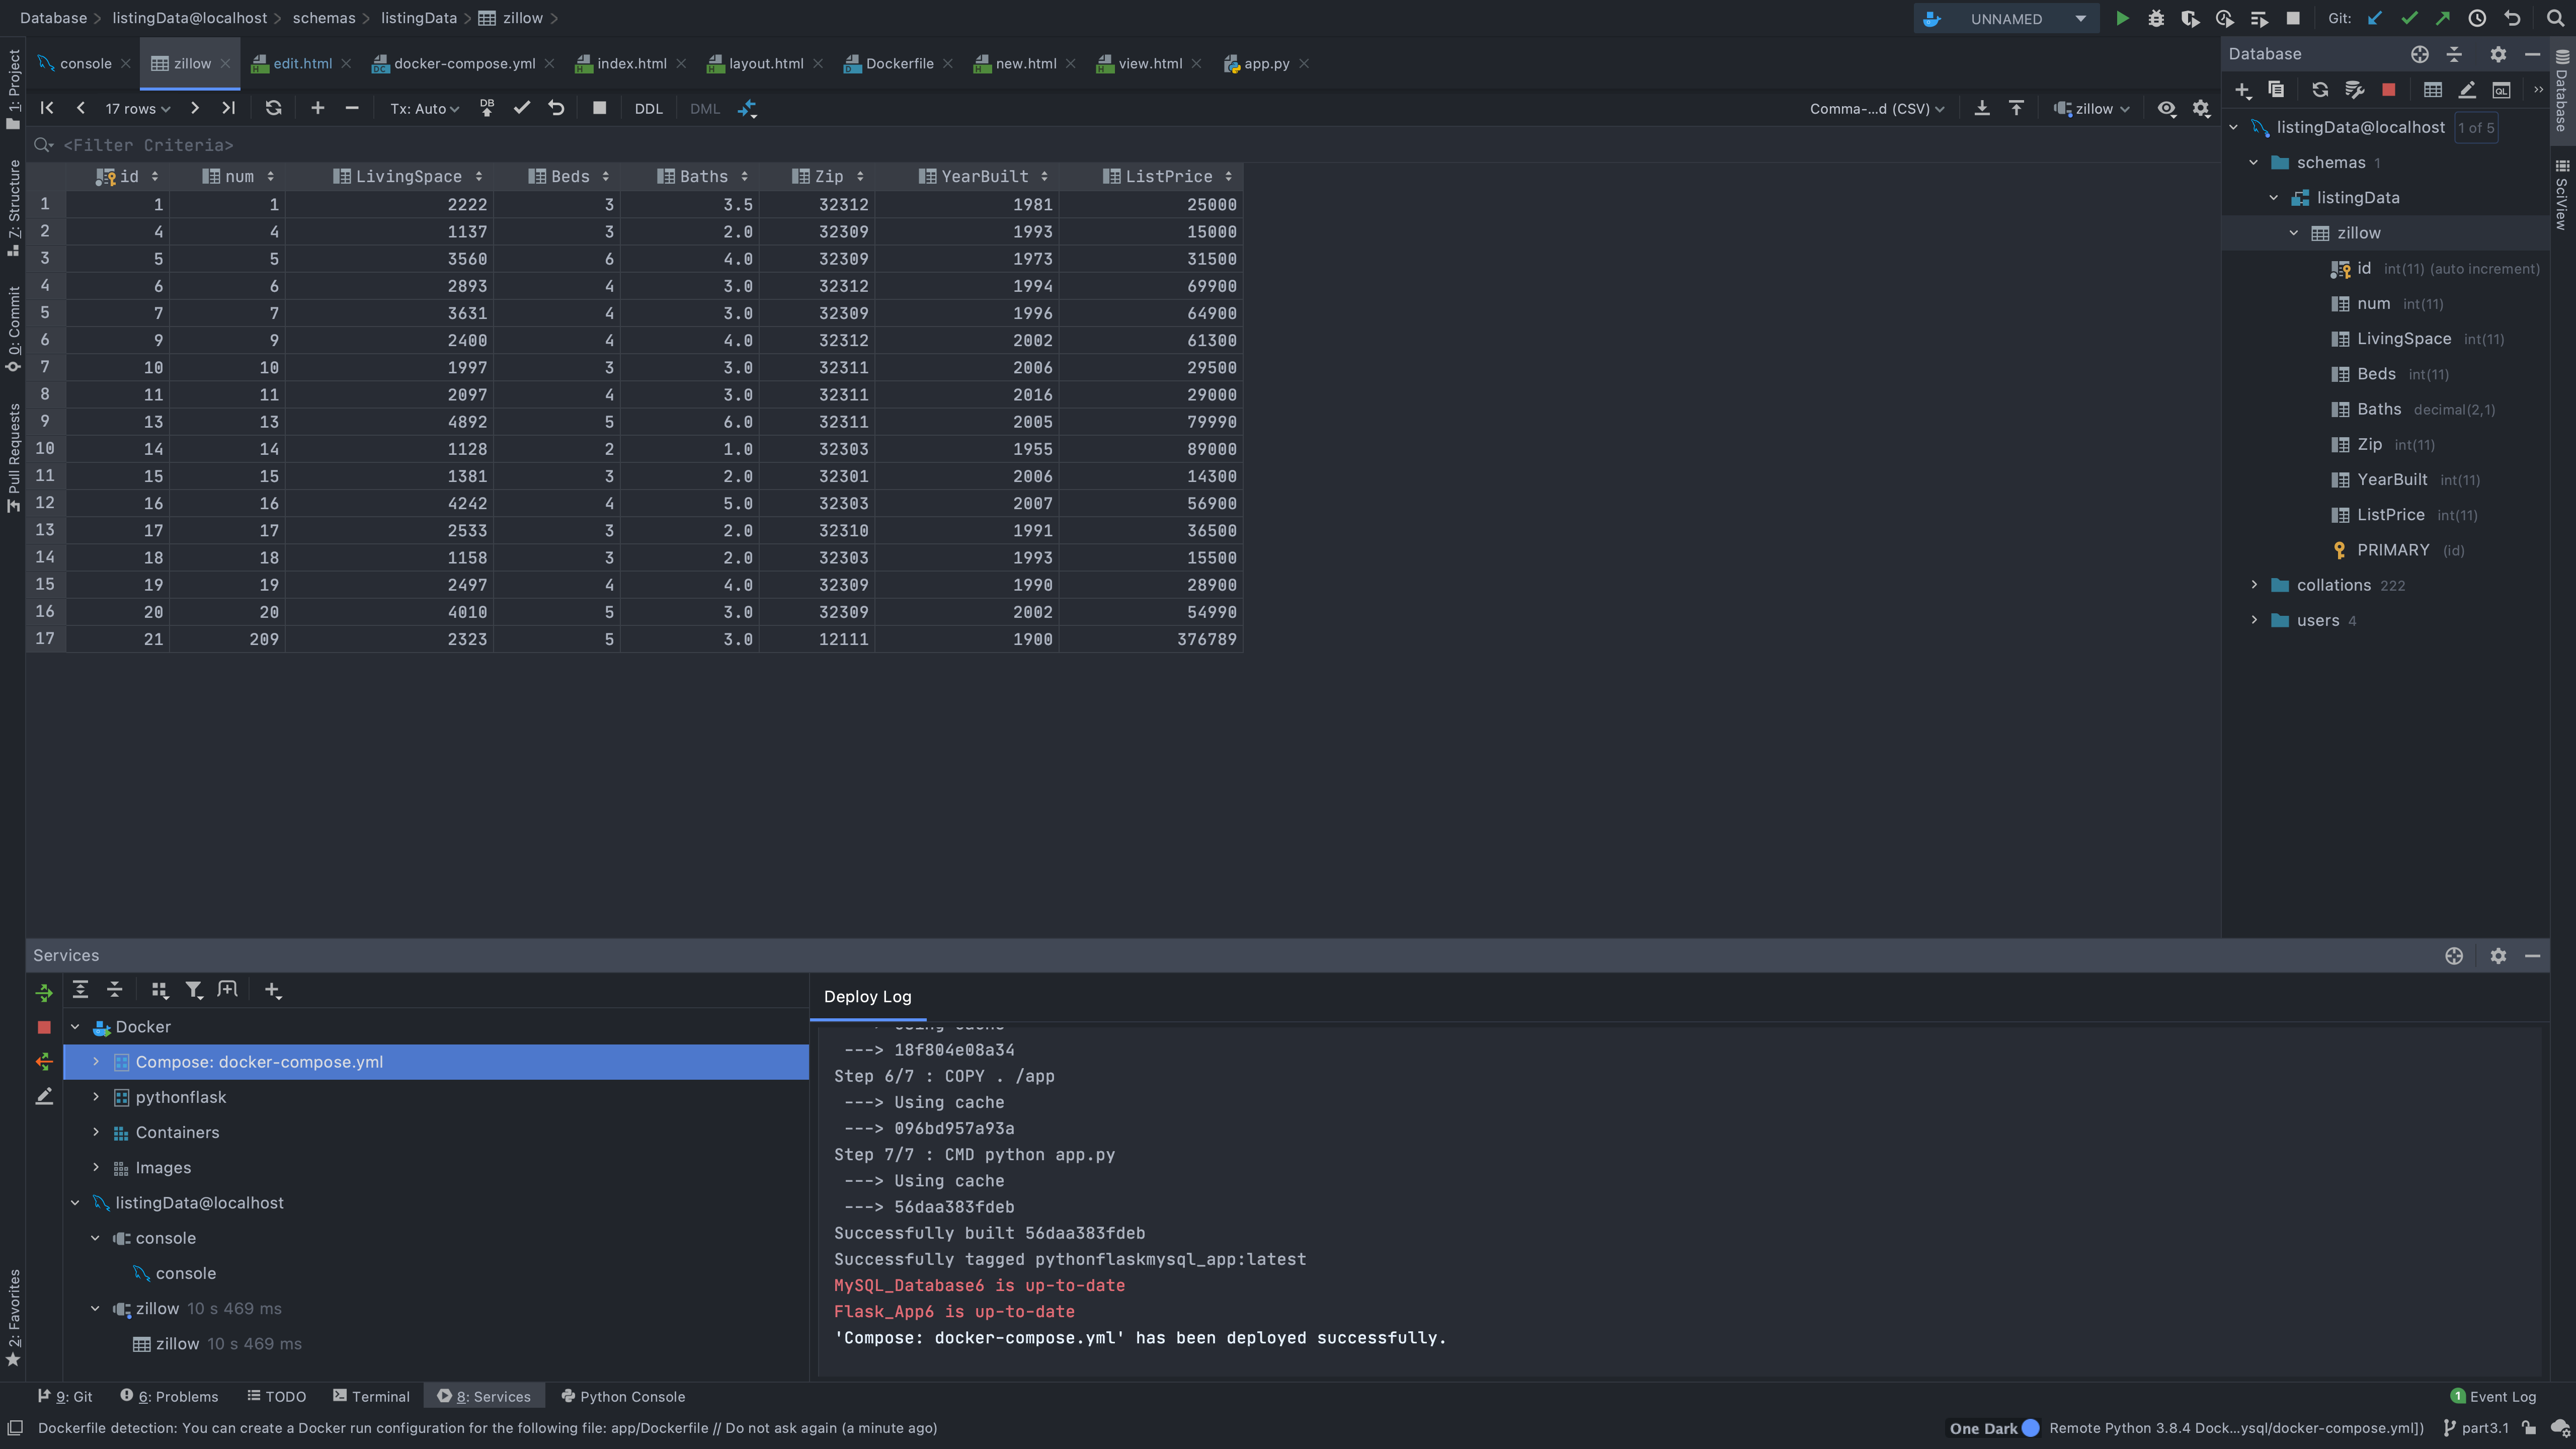 Database listingData@localhost schemas listingData zillow
UNNAMED Git:
console zillow edit.html docker-compose.yml index.html layout.html Dockerfile new.html view.html app.py
17 rows Tx: Auto DB DDL DML Comma-...d (CSV) zillow
<Filter Criteria>
id num LivingSpace Beds Baths Zip YearBuilt ListPrice
1 1 1 2222 3 3.5 32312 1981 25000
2 4 4 1137 3 2.0 32309 1993 15000
3 5 5 3560 6 4.0 32309 1973 31500
4 6 6 2893 4 3.0 32312 1994 69900
5 7 7 3631 4 3.0 32309 1996 64900
6 9 9 2400 4 4.0 32312 2002 61300
7 10 10 1997 3 3.0 32311 2006 29500
8 11 11 2097 4 3.0 32311 2016 29000
9 13 13 4892 5 6.0 32311 2005 79990
10 14 14 1128 2 1.0 32303 1955 89000
11 15 15 1381 3 2.0 32301 2006 14300
12 16 16 4242 4 5.0 32303 2007 56900
13 17 17 2533 3 2.0 32310 1991 36500
14 18 18 1158 3 2.0 32303 1993 15500
15 19 19 2497 4 4.0 32309 1990 28900
16 20 20 4010 5 3.0 32309 2002 54990
17 21 209 2323 5 3.0 12111 1900 376789
1: Project
Z: Structure
0: Commit
Pull Requests
2: Favorites
Database
QL
listingData@localhost 1 of 5
schemas 1
listingData
zillow
id int(11) (auto increment)
num int(11)
LivingSpace int(11)
Beds int(11)
Baths decimal(2,1)
Zip int(11)
YearBuilt int(11)
ListPrice int(11)
PRIMARY (id)
collations 222
users 4
Database
SciView
Services
Docker
Compose: docker-compose.yml
pythonflask
Containers
Images
listingData@localhost
console
console
zillow 10 s 469 ms
zillow 10 s 469 ms
Deploy Log
---> Using cache
---> 18f804e08a34
Step 6/7 : COPY . /app
---> Using cache
---> 096bd957a93a
Step 7/7 : CMD python app.py
---> Using cache
---> 56daa383fdeb
Successfully built 56daa383fdeb
Successfully tagged pythonflaskmysql_app:latest
MySQL_Database6 is up-to-date
Flask_App6 is up-to-date
'Compose: docker-compose.yml' has been deployed successfully.
9: Git 6: Problems TODO Terminal 8: Services Python Console 1 Event Log
Dockerfile detection: You can create a Docker run configuration for the following file: app/Dockerfile // Do not ask again (a minute ago) One Dark Remote Python 3.8.4 Dock...ysql/docker-compose.yml]) part3.1